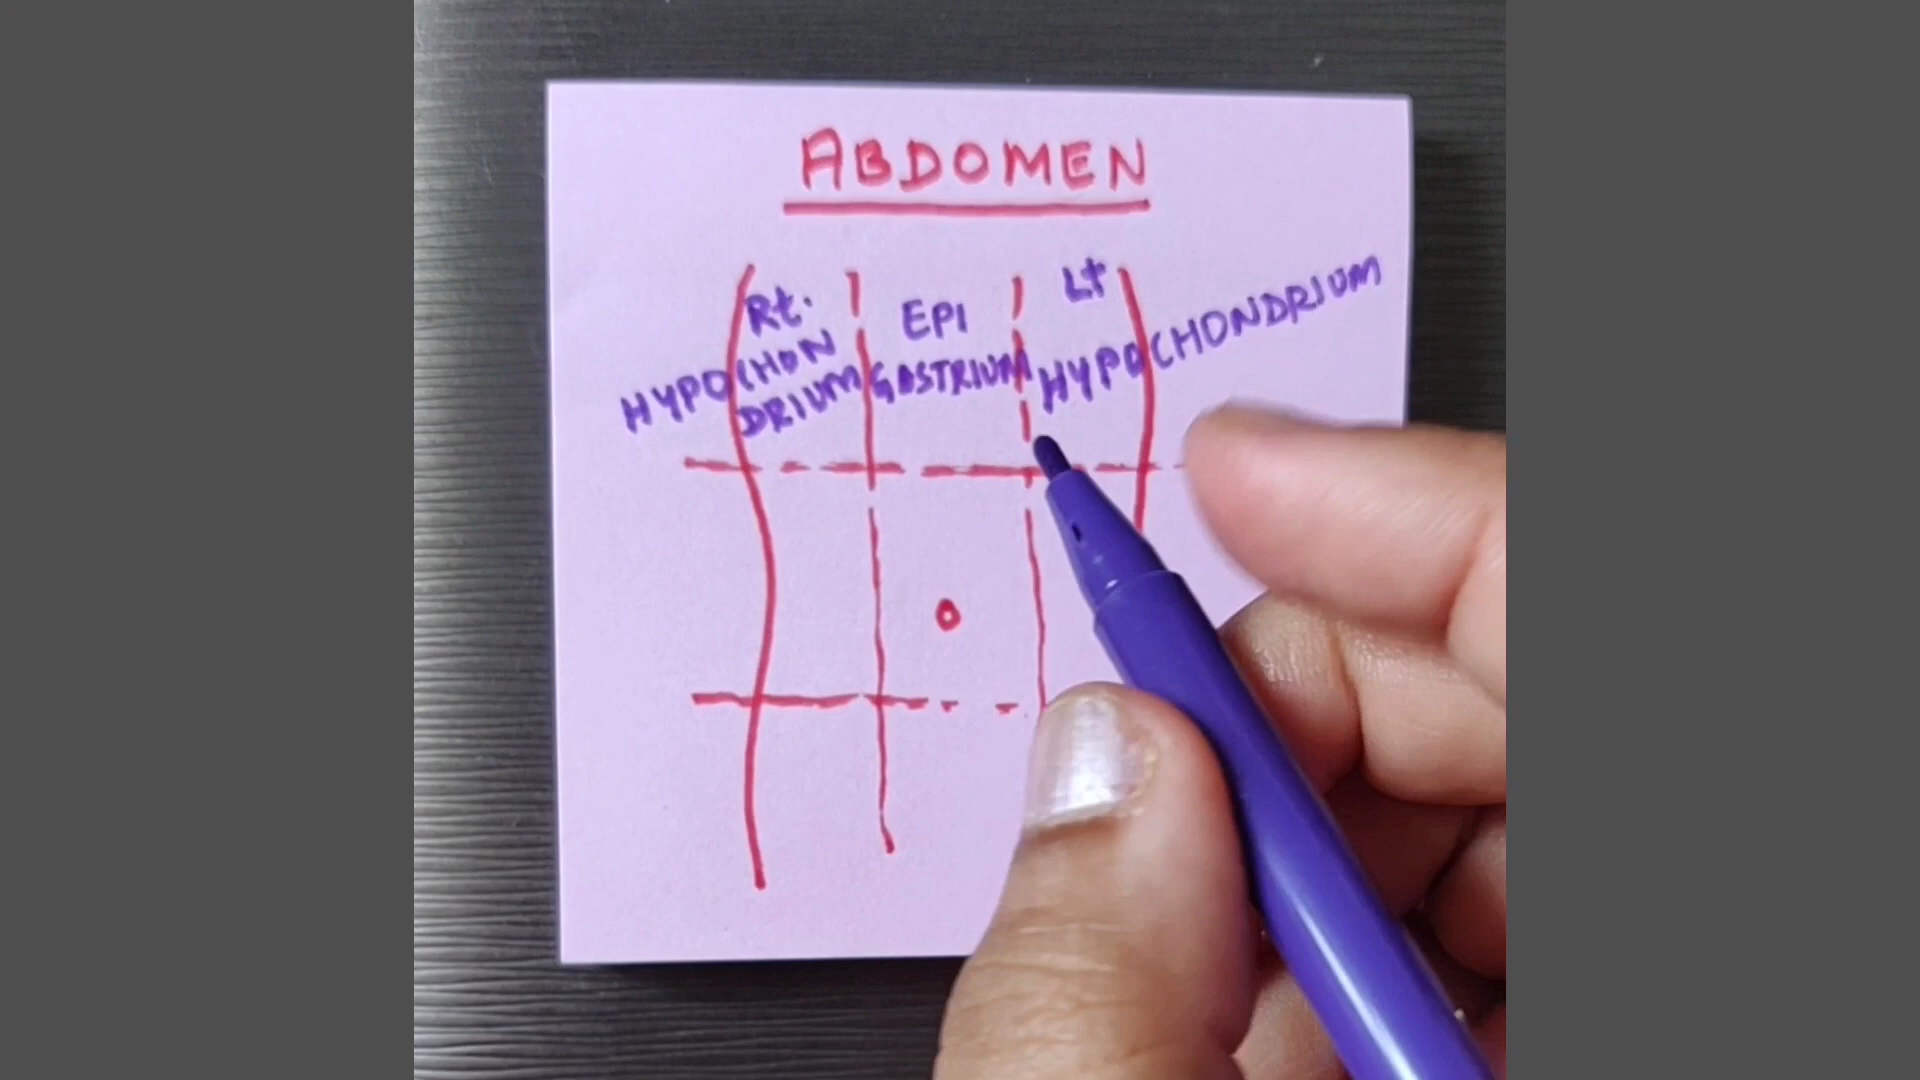 ABDOMEN
Rt.
HYPOCHON
DRIUM
EPI
GASTRIUM
Lt
HYPOCHONDRIUM